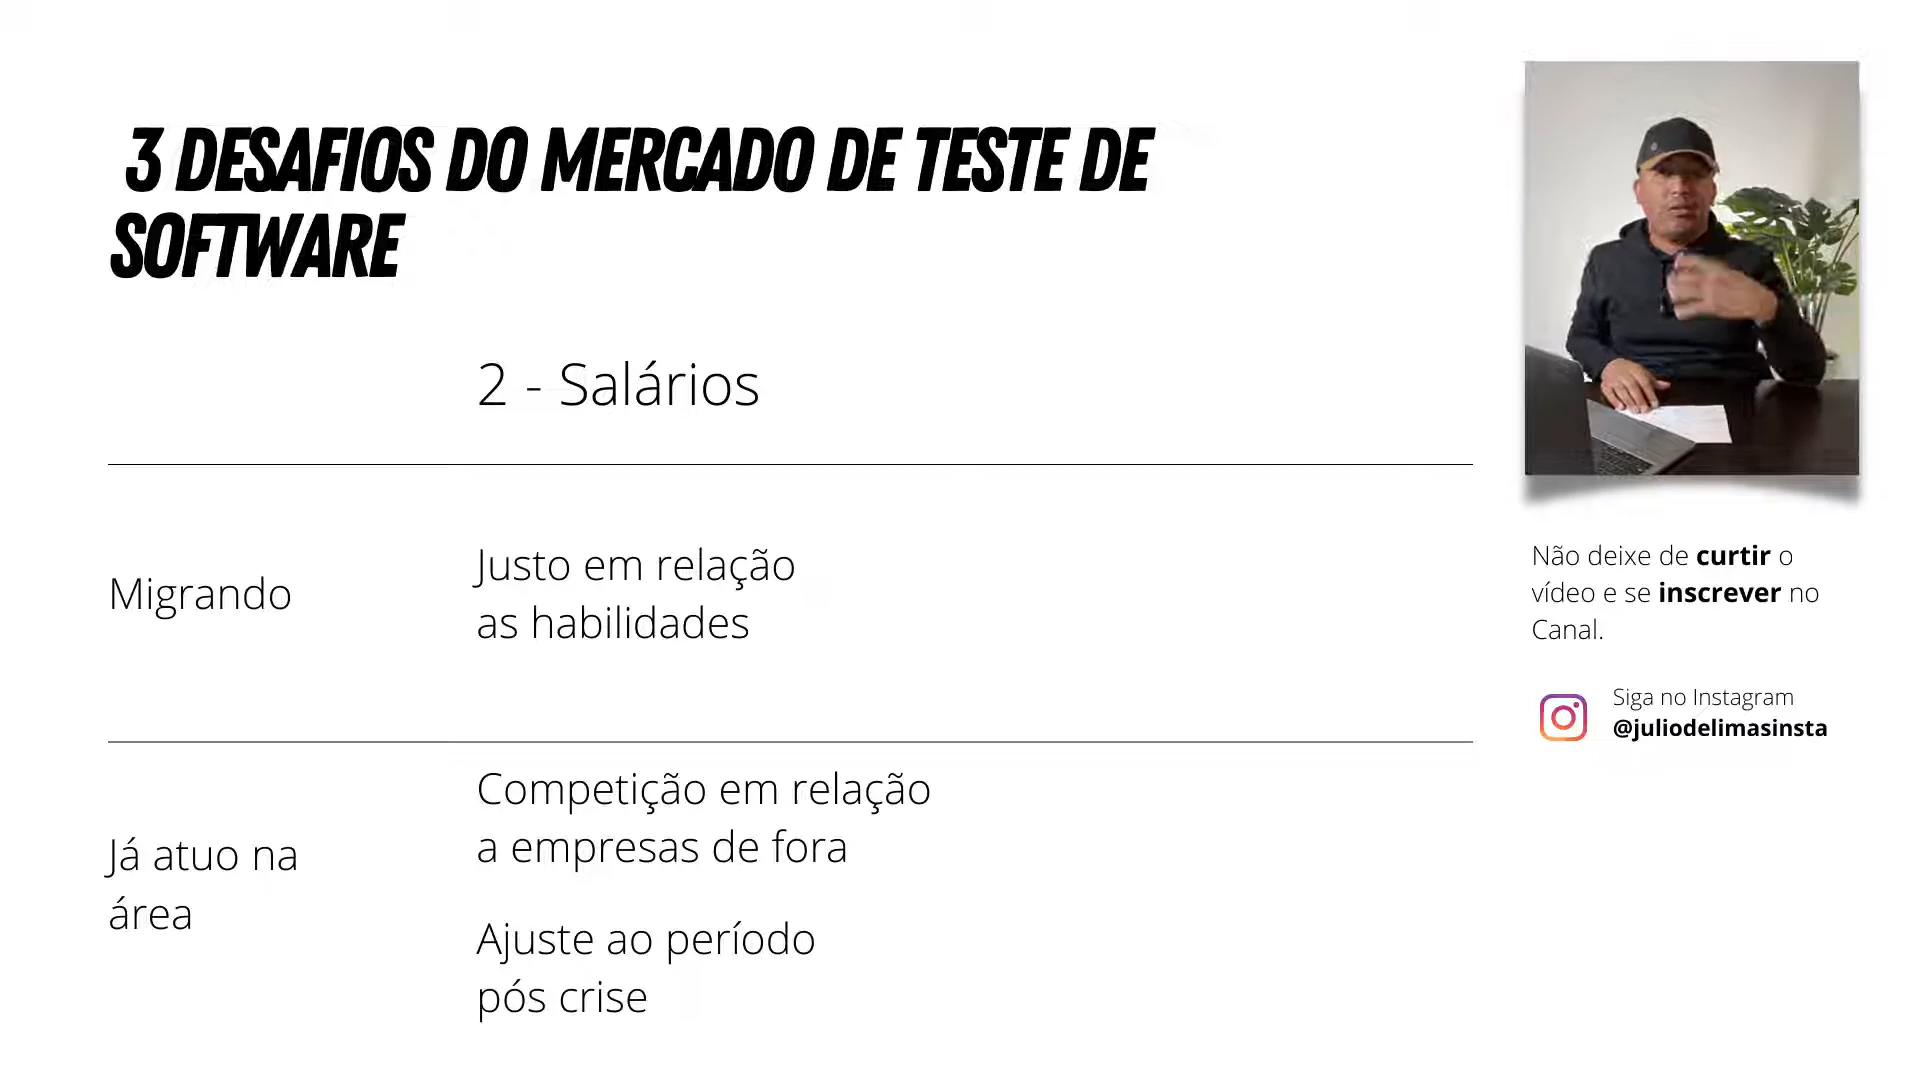 3 DESAFIOS DO MERCADO DE TESTE DE
SOFTWARE
2 - Salários
Migrando
Justo em relação
as habilidades
Já atuo na
área
Competição em relação
a empresas de fora
Ajuste ao período
pós crise
Não deixe de curtir o
vídeo e se inscrever no
Canal.
Siga no Instagram
@juliodelimasinsta